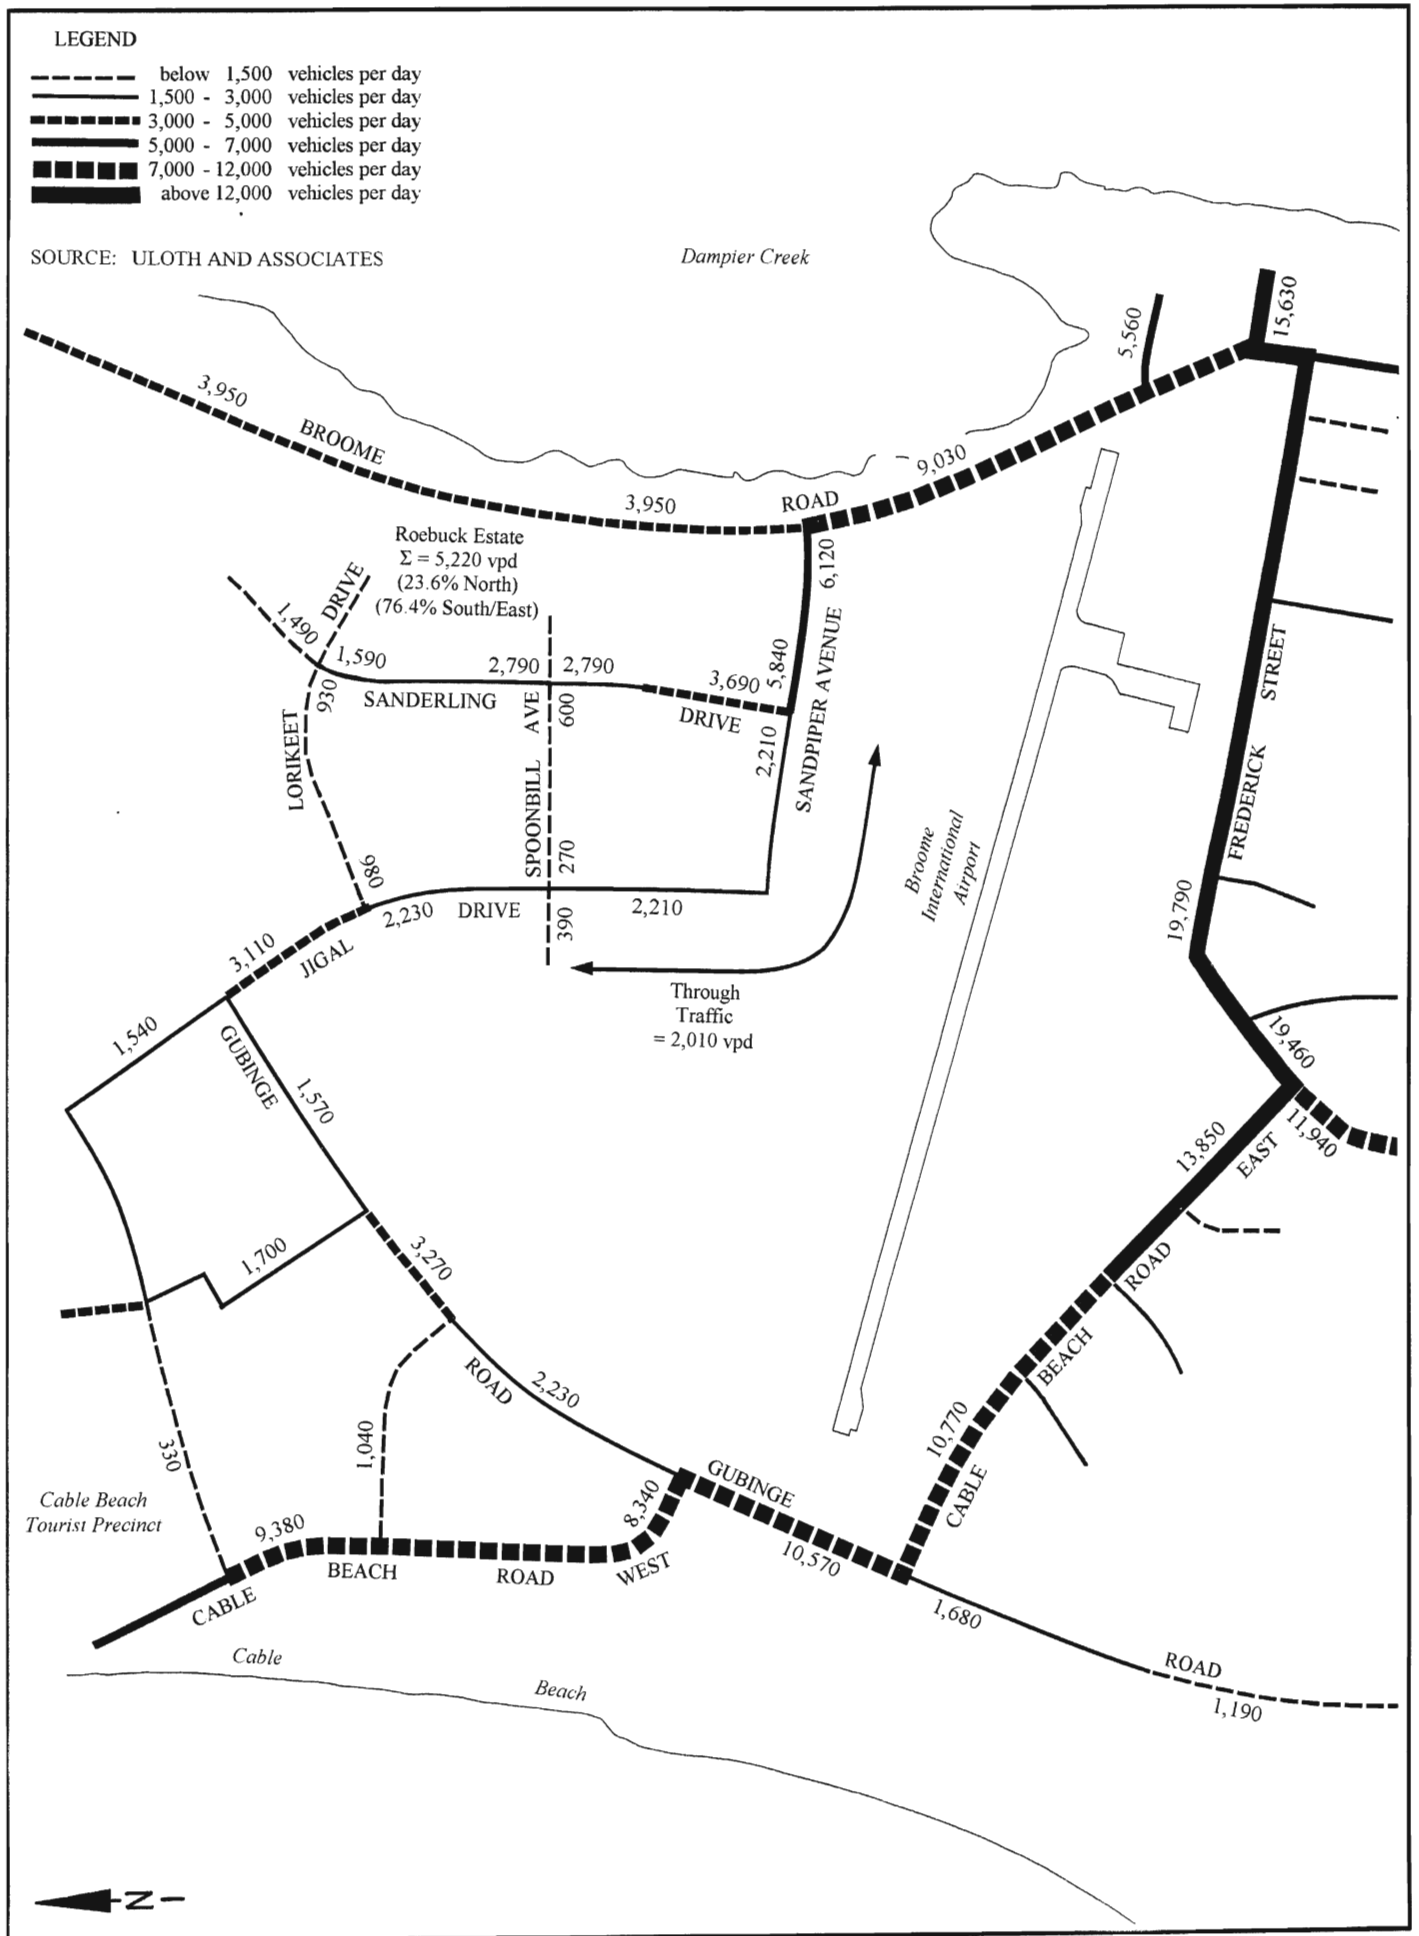 LEGEND
below 1,500 vehicles per day
1,500 - 3,000 vehicles per day
3,000 - 5,000 vehicles per day
5,000 - 7,000 vehicles per day
7,000 - 12,000 vehicles per day
above 12,000 vehicles per day
SOURCE: ULOTH AND ASSOCIATES
Dampier Creek
15,630
5,560
3,950
BROOME
9,030
3,950
ROAD
Roebuck Estate
Σ = 5,220 vpd
(23.6% North)
(76.4% South/East)
6,120
DRIVE
1,490
1,590
2,790
2,790
3,690
5,840
930
SANDERLING
AVE
600
DRIVE
SANDPIPER AVENUE
STREET
LORIKEET
2,210
SPOONBILL
270
980
FREDERICK
Broome
International
Airport
2,230
DRIVE
2,210
390
19,790
3,110
JIGAL
Through
Traffic
= 2,010 vpd
1,540
GUBINGE
1,570
19,460
11,940
13,850
EAST
1,700
3,270
ROAD
BEACH
ROAD
2,230
1,040
330
10,770
CABLE
Cable Beach
Tourist Precinct
9,380
8,340
GUBINGE
10,570
BEACH
ROAD
WEST
CABLE
1,680
ROAD
1,190
Cable
Beach
N